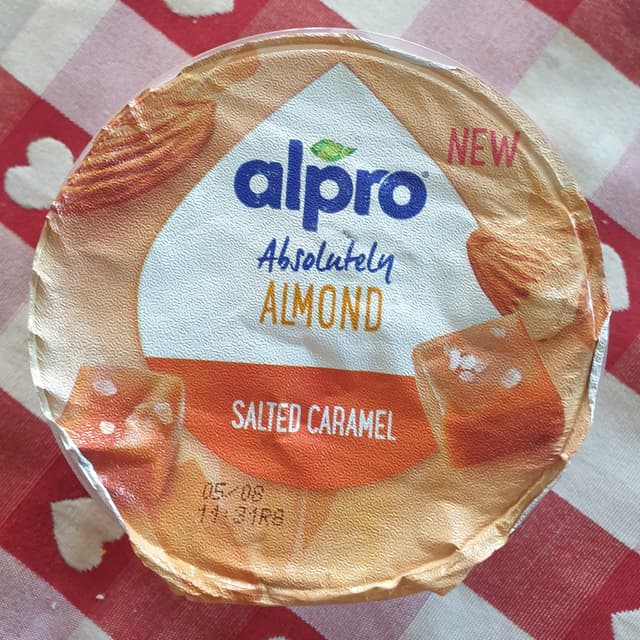 NEW
alpro
Absolutely
ALMOND
SALTED CARAMEL
05/08
11:31R8